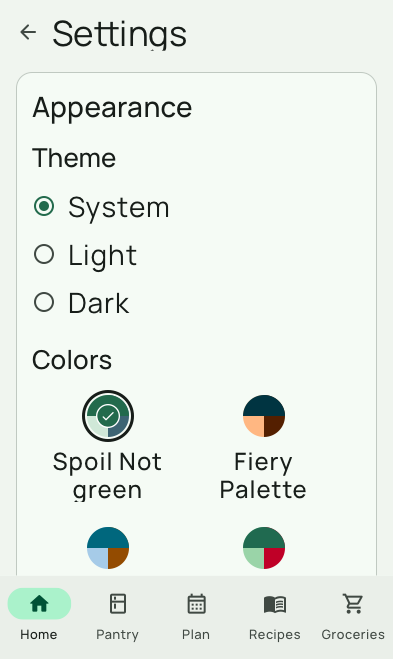 Settings
Appearance
Theme
System
Light
Dark
Colors
Spoil Not
green
Fiery
Palette
Home
Pantry
Plan
Recipes
Groceries